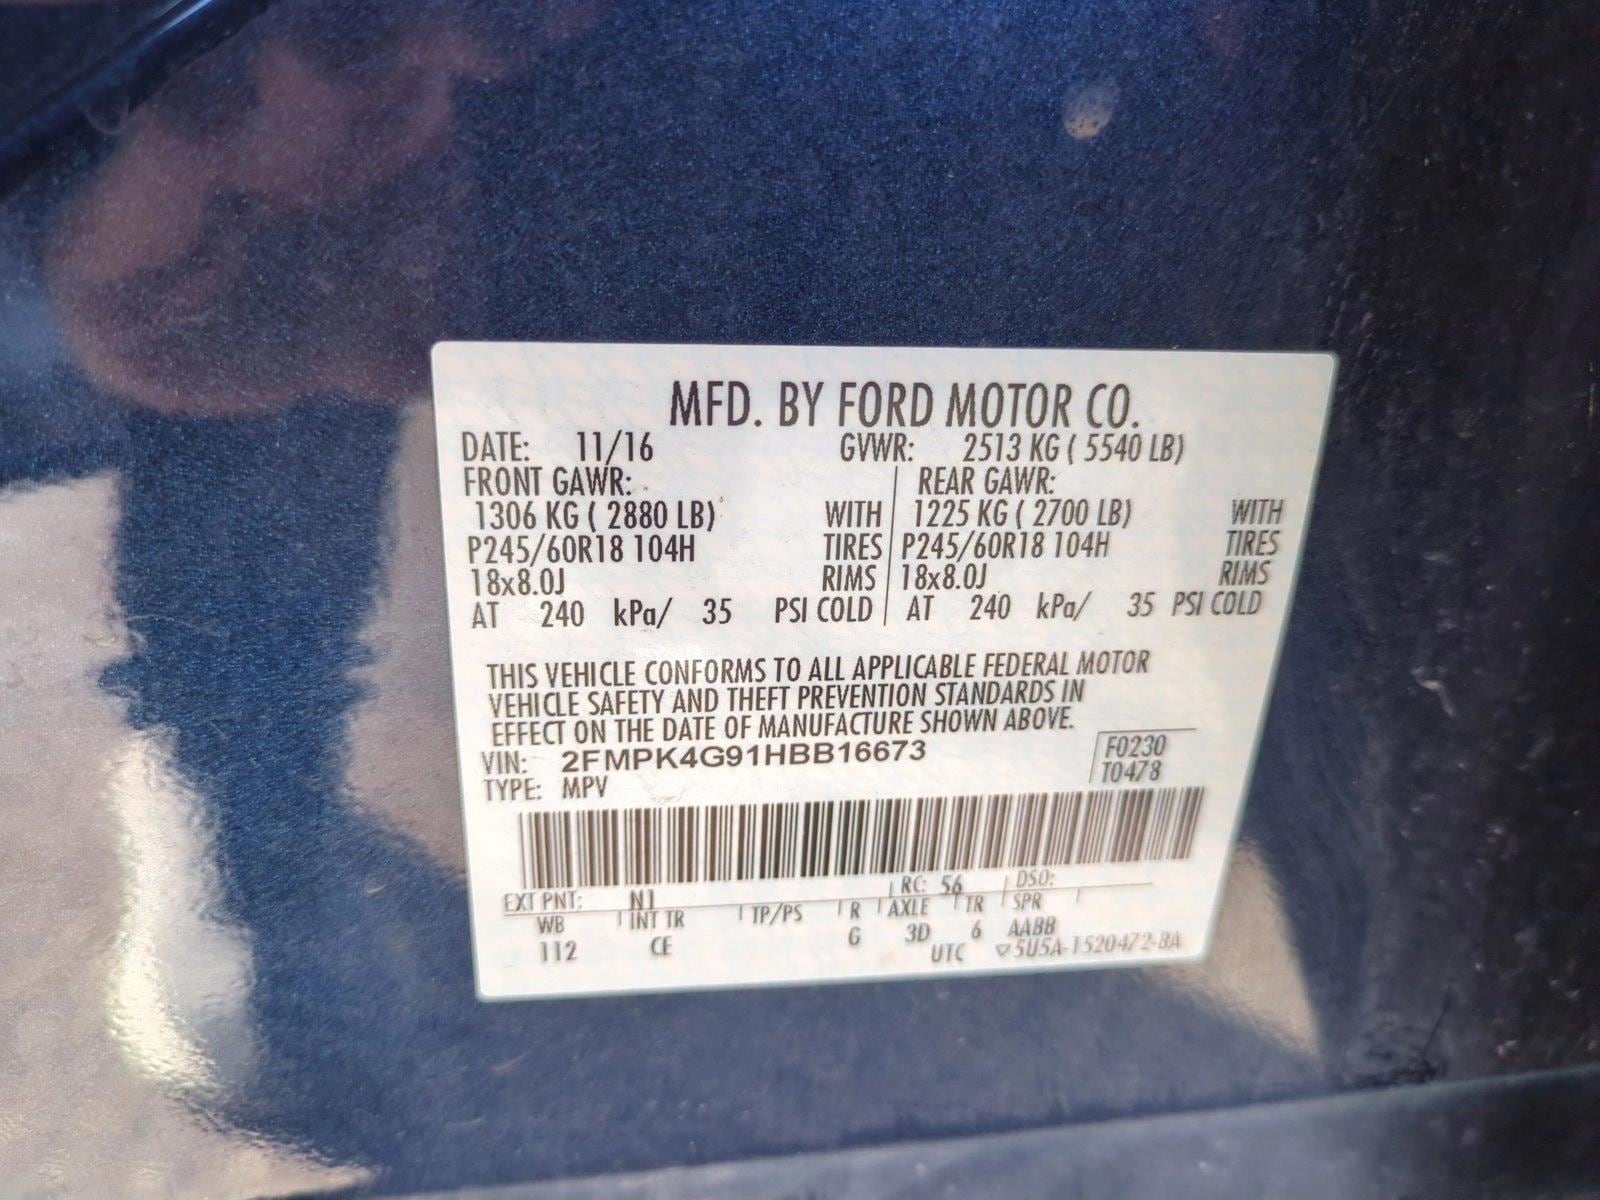 MFD. BY FORD MOTOR CO.
DATE: 11/16 GVWR: 2513 KG ( 5540 LB)
FRONT GAWR: REAR GAWR:
1306 KG ( 2880 LB) WITH 1225 KG ( 2700 LB) WITH
P245/60R18 104H TIRES P245/60R18 104H TIRES
18x8.0J RIMS 18x8.0J RIMS
AT 240 kPa/ 35 PSI COLD AT 240 kPa/ 35 PSI COLD
THIS VEHICLE CONFORMS TO ALL APPLICABLE FEDERAL MOTOR
VEHICLE SAFETY AND THEFT PREVENTION STANDARDS IN
EFFECT ON THE DATE OF MANUFACTURE SHOWN ABOVE.
VIN: 2FMPK4G91HBB16673 F0230
TYPE: MPV T0478
EXT PNT: N1 RC: 56 DSO:
WB INT TR TP/PS R AXLE TR SPR
112 CE G 3D 6 AABB
UTC ▽5U5A-1520472-BA